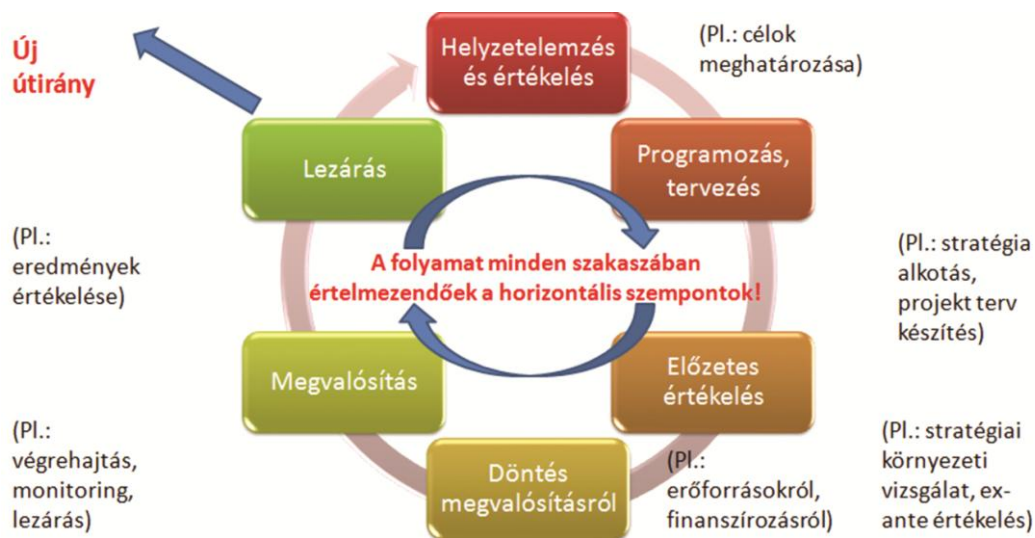 Új
útirány
Helyzetelemzés
és értékelés
(Pl.: célok
meghatározása)
Programozás,
tervezés
(Pl.: stratégia
alkotás,
projekt terv
készítés)
Előzetes
értékelés
(Pl.: stratégiai
környezeti
vizsgálat, ex-
ante értékelés)
Döntés
megvalósításról
(Pl.:
erőforrásokról,
finanszírozásról)
Megvalósítás
(Pl.:
végrehajtás,
monitoring,
lezárás)
Lezárás
(Pl.:
eredmények
értékelése)
A folyamat minden szakaszában
értelmezendőek a horizontális szempontok!